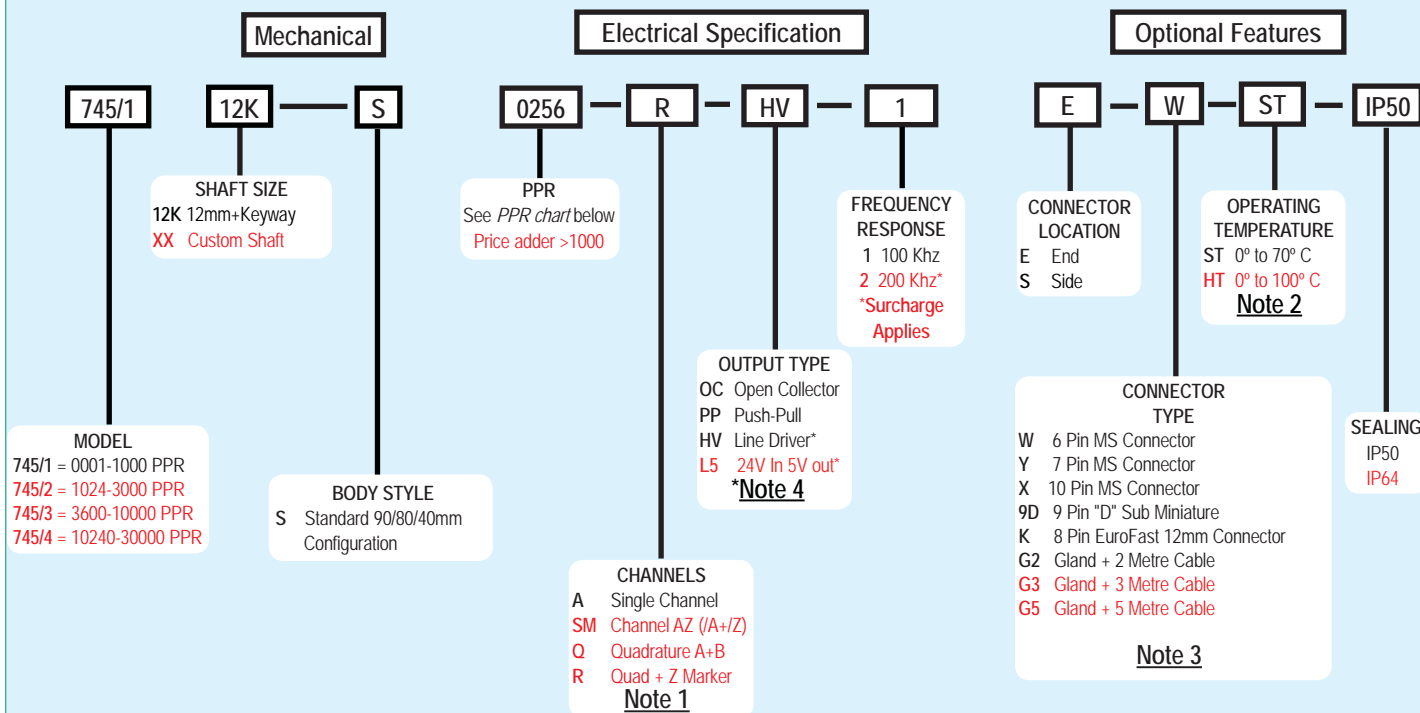 Mechanical
Electrical Specification
Optional Features
745/1
12K
S
0256
R
HV
1
E
W
ST
IP50
SHAFT SIZE
12K 12mm+Keyway
XX Custom Shaft
PPR
See PPR chart below
Price adder >1000
FREQUENCY
RESPONSE
1 100 Khz
2 200 Khz*
*Surcharge
Applies
CONNECTOR
LOCATION
E End
S Side
OPERATING
TEMPERATURE
ST 0º to 70º C
HT 0º to 100º C
Note 2
OUTPUT TYPE
OC Open Collector
PP Push-Pull
HV Line Driver*
L5 24V In 5V out*
*Note 4
CONNECTOR
TYPE
W 6 Pin MS Connector
Y 7 Pin MS Connector
X 10 Pin MS Connector
9D 9 Pin "D" Sub Miniature
K 8 Pin EuroFast 12mm Connector
G2 Gland + 2 Metre Cable
G3 Gland + 3 Metre Cable
G5 Gland + 5 Metre Cable
Note 3
SEALING
IP50
IP64
MODEL
745/1 = 0001-1000 PPR
745/2 = 1024-3000 PPR
745/3 = 3600-10000 PPR
745/4 = 10240-30000 PPR
BODY STYLE
S Standard 90/80/40mm
Configuration
CHANNELS
A Single Channel
SM Channel AZ (/A+/Z)
Q Quadrature A+B
R Quad + Z Marker
Note 1